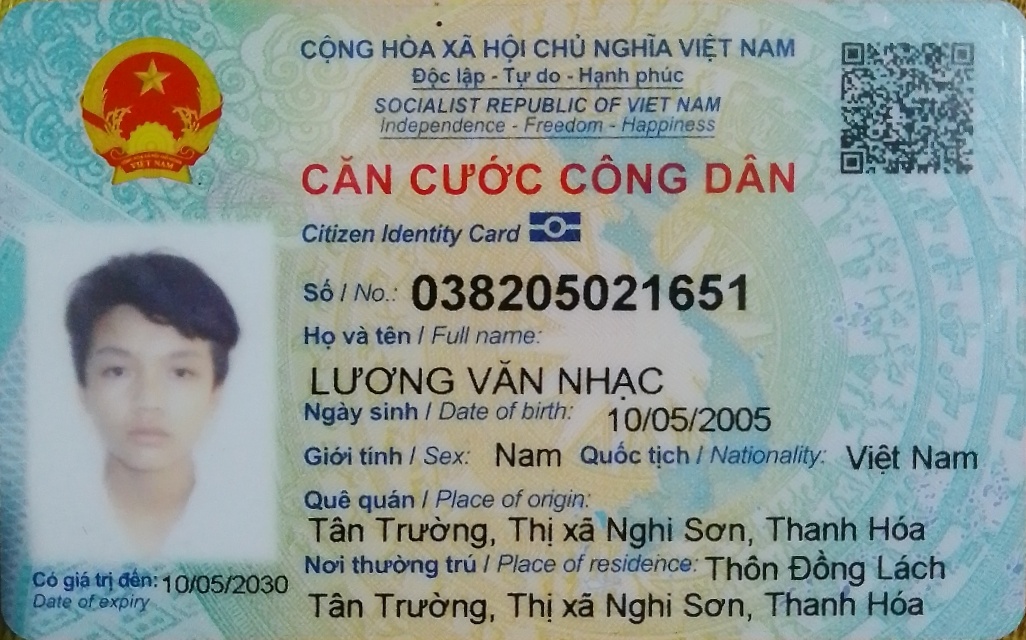 CỘNG HÒA XÃ HỘI CHỦ NGHĨA VIỆT NAM
Độc lập - Tự do - Hạnh phúc
SOCIALIST REPUBLIC OF VIET NAM
Independence - Freedom - Happiness
CĂN CƯỚC CÔNG DÂN
Citizen Identity Card
Số / No.: 038205021651
Họ và tên / Full name:
LƯƠNG VĂN NHẠC
Ngày sinh / Date of birth: 10/05/2005
Giới tính / Sex: Nam Quốc tịch / Nationality: Việt Nam
Quê quán / Place of origin:
Tân Trường, Thị xã Nghi Sơn, Thanh Hóa
Nơi thường trú / Place of residence: Thôn Đồng Lách
Tân Trường, Thị xã Nghi Sơn, Thanh Hóa
Có giá trị đến: 10/05/2030
Date of expiry
VIỆT NAM